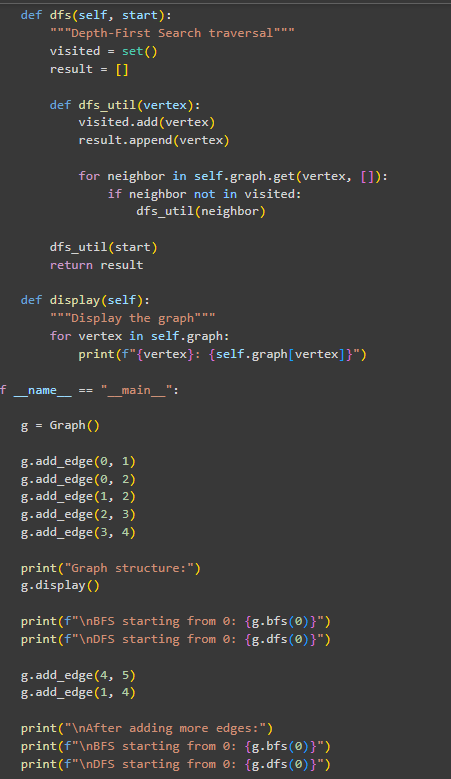 def dfs(self, start):
    """Depth-First Search traversal"""
    visited = set()
    result = []

    def dfs_util(vertex):
        visited.add(vertex)
        result.append(vertex)

        for neighbor in self.graph.get(vertex, []):
            if neighbor not in visited:
                dfs_util(neighbor)

    dfs_util(start)
    return result

def display(self):
    """Display the graph"""
    for vertex in self.graph:
        print(f"{vertex}: {self.graph[vertex]}")

f __name__ == "__main__":

    g = Graph()

    g.add_edge(0, 1)
    g.add_edge(0, 2)
    g.add_edge(1, 2)
    g.add_edge(2, 3)
    g.add_edge(3, 4)

    print("Graph structure:")
    g.display()

    print(f"\nBFS starting from 0: {g.bfs(0)}")
    print(f"\nDFS starting from 0: {g.dfs(0)}")

    g.add_edge(4, 5)
    g.add_edge(1, 4)

    print("\nAfter adding more edges:")
    print(f"\nBFS starting from 0: {g.bfs(0)}")
    print(f"\nDFS starting from 0: {g.dfs(0)}")